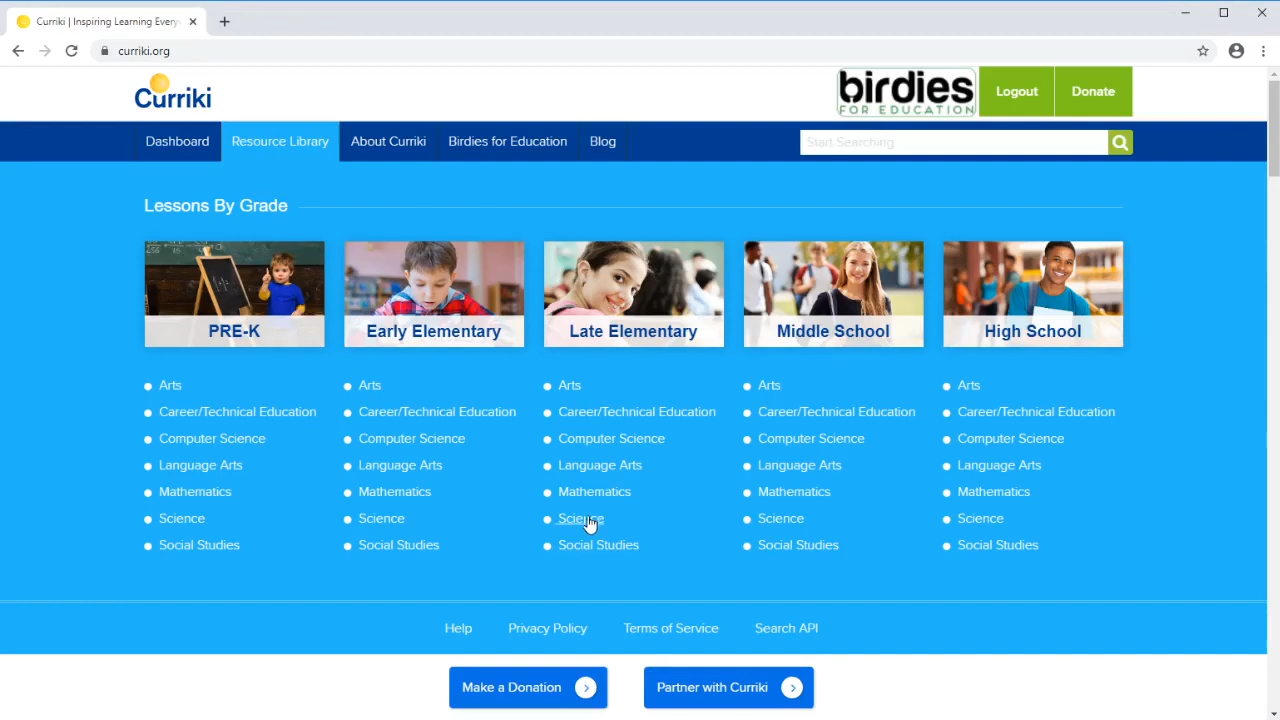 Curriki | Inspiring Learning Every
curriki.org
Curriki
birdies
FOR EDUCATION
Logout
Donate
Dashboard
Resource Library
About Curriki
Birdies for Education
Blog
Start Searching
Lessons By Grade
PRE-K
Early Elementary
Late Elementary
Middle School
High School
Arts
Career/Technical Education
Computer Science
Language Arts
Mathematics
Science
Social Studies
Arts
Career/Technical Education
Computer Science
Language Arts
Mathematics
Science
Social Studies
Arts
Career/Technical Education
Computer Science
Language Arts
Mathematics
Science
Social Studies
Arts
Career/Technical Education
Computer Science
Language Arts
Mathematics
Science
Social Studies
Arts
Career/Technical Education
Computer Science
Language Arts
Mathematics
Science
Social Studies
Help
Privacy Policy
Terms of Service
Search API
Make a Donation
Partner with Curriki